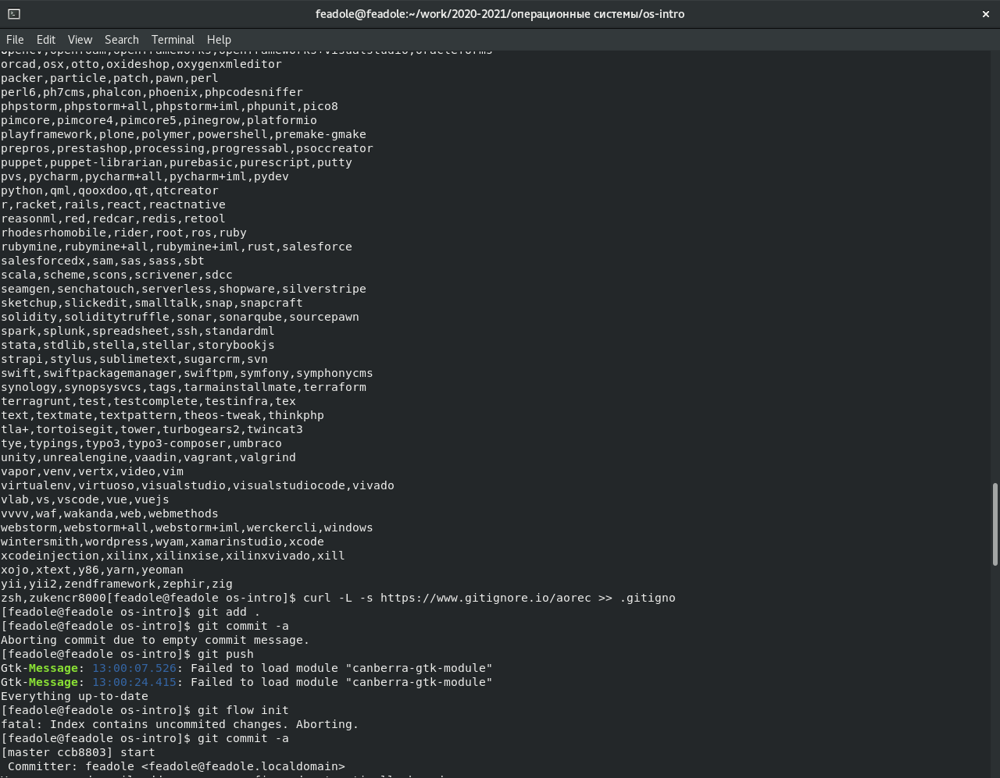 feadole@feadole:~/work/2020-2021/операционные системы/os-intro
File Edit View Search Terminal Help
opencv,openfoam,openframeworks,openframeworks+visualstudio,oracleforms
orcad,osx,otto,oxideshop,oxygenxmleditor
packer,particle,patch,pawn,perl
perl6,ph7cms,phalcon,phoenix,phpcodesniffer
phpstorm,phpstorm+all,phpstorm+iml,phpunit,pico8
pimcore,pimcore4,pimcore5,pinegrow,platformio
playframework,plone,polymer,powershell,premake-gmake
prepros,prestashop,processing,progressabl,psoccreator
puppet,puppet-librarian,purebasic,purescript,putty
pvs,pycharm,pycharm+all,pycharm+iml,pydev
python,qml,qooxdoo,qt,qtcreator
r,racket,rails,react,reactnative
reasonml,red,redcar,redis,retool
rhodesrhomobile,rider,root,ros,ruby
rubymine,rubymine+all,rubymine+iml,rust,salesforce
salesforcedx,sam,sas,sass,sbt
scala,scheme,scons,scrivener,sdcc
seamgen,senchatouch,serverless,shopware,silverstripe
sketchup,slickedit,smalltalk,snap,snapcraft
solidity,soliditytruffle,sonar,sonarqube,sourcepawn
spark,splunk,spreadsheet,ssh,standardml
stata,stdlib,stella,stellar,storybookjs
strapi,stylus,sublimetext,sugarcrm,svn
swift,swiftpackagemanager,swiftpm,symfony,symphonycms
synology,synopsysvcs,tags,tarmainstallmate,terraform
terragrunt,test,testcomplete,testinfra,tex
text,textmate,textpattern,theos-tweak,thinkphp
tla+,tortoisegit,tower,turbogears2,twincat3
tye,typings,typo3,typo3-composer,umbraco
unity,unrealengine,vaadin,vagrant,valgrind
vapor,venv,vertx,video,vim
virtualenv,virtuoso,visualstudio,visualstudiocode,vivado
vlab,vs,vscode,vue,vuejs
vvvv,waf,wakanda,web,webmethods
webstorm,webstorm+all,webstorm+iml,werckercli,windows
wintersmith,wordpress,wyam,xamarinstudio,xcode
xcodeinjection,xilinx,xilinxise,xilinxvivado,xill
xojo,xtext,y86,yarn,yeoman
yii,yii2,zendframework,zephir,zig
zsh,zukencr8000[feadole@feadole os-intro]$ curl -L -s https://www.gitignore.io/aorec >> .gitigno
[feadole@feadole os-intro]$ git add .
[feadole@feadole os-intro]$ git commit -a
Aborting commit due to empty commit message.
[feadole@feadole os-intro]$ git push
Gtk-Message: 13:00:07.526: Failed to load module "canberra-gtk-module"
Gtk-Message: 13:00:24.415: Failed to load module "canberra-gtk-module"
Everything up-to-date
[feadole@feadole os-intro]$ git flow init
fatal: Index contains uncommited changes. Aborting.
[feadole@feadole os-intro]$ git commit -a
[master ccb8803] start
 Committer: feadole <feadole@feadole.localdomain>